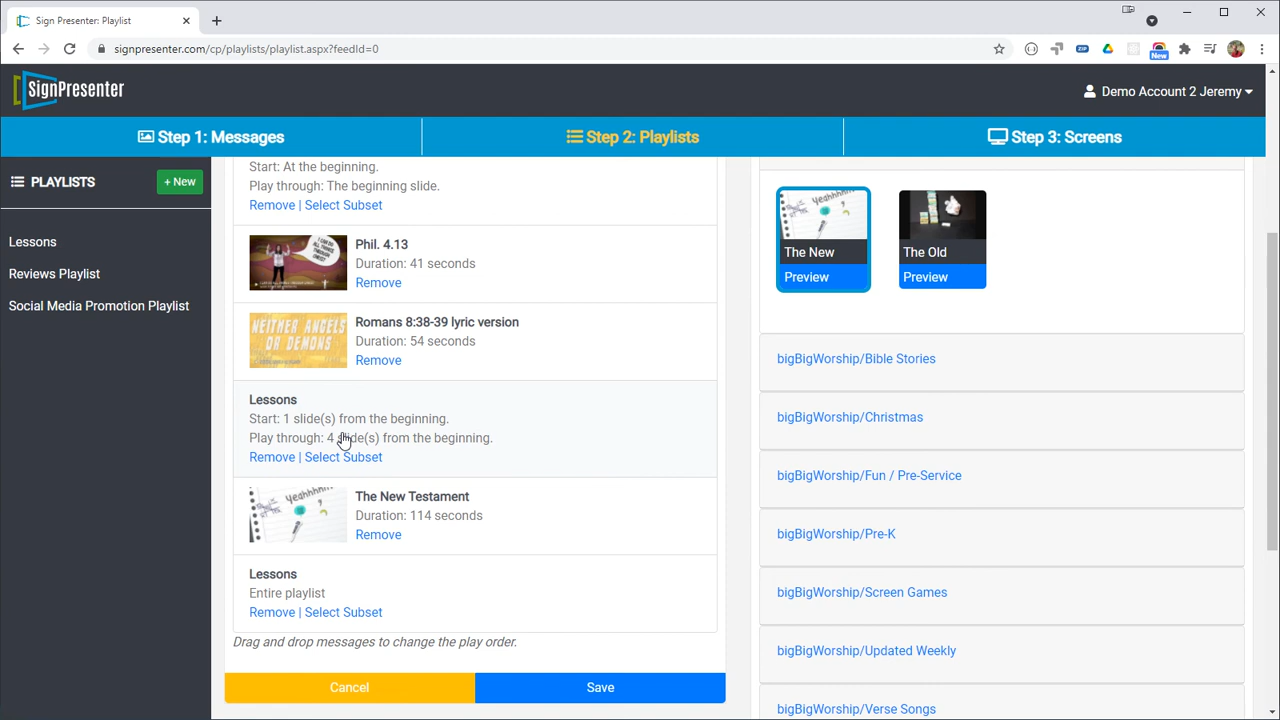 Sign Presenter: Playlist
signpresenter.com/cp/playlists/playlist.aspx?feedId=0
ZIP
New
SignPresenter
Demo Account 2 Jeremy
Step 1: Messages
Step 2: Playlists
Step 3: Screens
PLAYLISTS
+ New
Lessons
Reviews Playlist
Social Media Promotion Playlist
Start: At the beginning.
Play through: The beginning slide.
Remove | Select Subset
Phil. 4.13
Duration: 41 seconds
Remove
NEITHER ANGELS
OR DEMONS
Romans 8:38-39 lyric version
Duration: 54 seconds
Remove
Lessons
Start: 1 slide(s) from the beginning.
Play through: 4 slide(s) from the beginning.
Remove | Select Subset
Yeahhhhh
The New Testament
Duration: 114 seconds
Remove
Lessons
Entire playlist
Remove | Select Subset
Drag and drop messages to change the play order.
Cancel
Save
The New
Preview
The Old
Preview
bigBigWorship/Bible Stories
bigBigWorship/Christmas
bigBigWorship/Fun / Pre-Service
bigBigWorship/Pre-K
bigBigWorship/Screen Games
bigBigWorship/Updated Weekly
bigBigWorship/Verse Songs